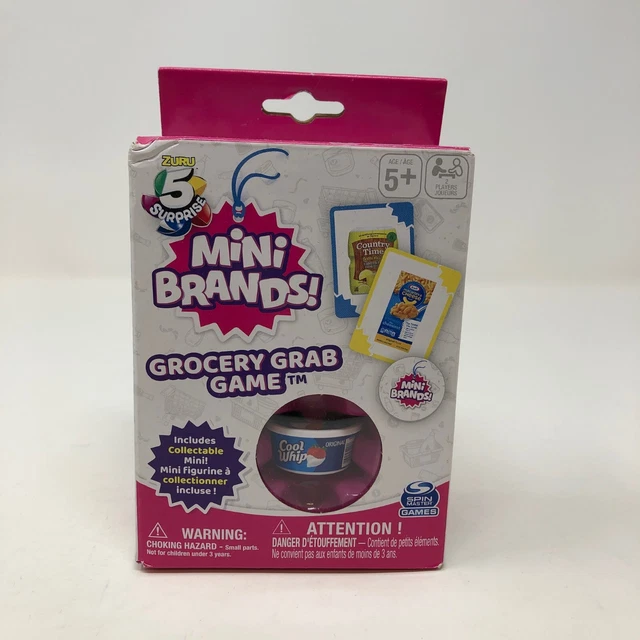 ZURU
5
SURPRISE
MiNi
BRANDS!
GROCERY GRAB
GAME™
AGE / ÂGE
5+
2
PLAYERS
JOUEURS
Country
Time
Kraft
MiNi
BRANDS!
Includes
Collectable
Mini!
Mini figurine à
collectionner
incluse !
Cool
Whip
ORIGINAL
SPIN
MASTER
GAMES
WARNING:
CHOKING HAZARD - Small parts.
Not for children under 3 years.
ATTENTION !
DANGER D'ÉTOUFFEMENT – Contient de petits éléments.
Ne convient pas aux enfants de moins de 3 ans.